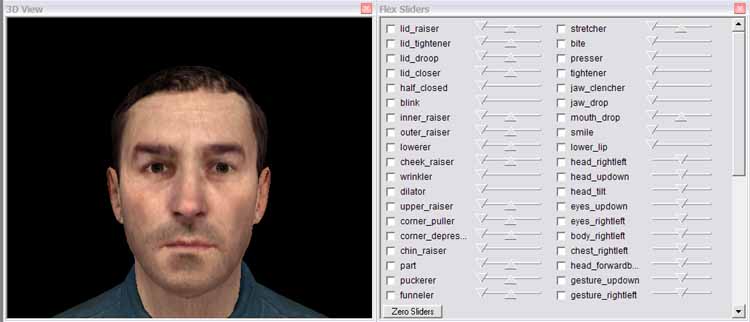 3D View
Flex Sliders
lid_raiser
lid_tightener
lid_droop
lid_closer
half_closed
blink
inner_raiser
outer_raiser
lowerer
cheek_raiser
wrinkler
dilator
upper_raiser
corner_puller
corner_depres...
chin_raiser
part
puckerer
funneler
stretcher
bite
presser
tightener
jaw_clencher
jaw_drop
mouth_drop
smile
lower_lip
head_rightleft
head_updown
head_tilt
eyes_updown
eyes_rightleft
body_rightleft
chest_rightleft
head_forwardb...
gesture_updown
gesture_rightleft
Zero Sliders